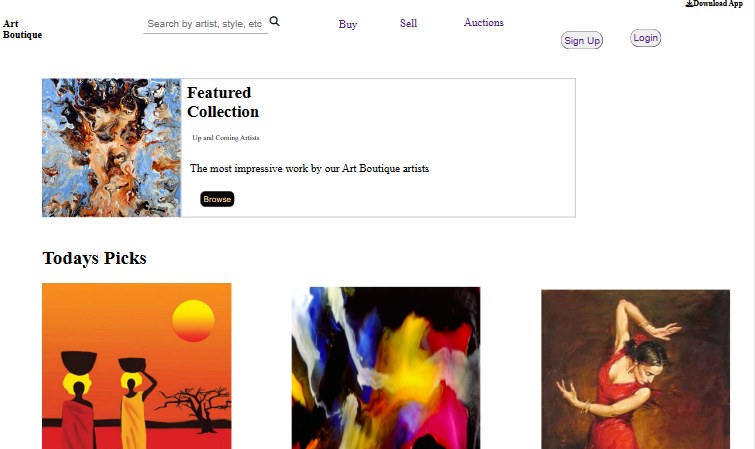 Download App
Art
Boutique
Search by artist, style, etc
Buy
Sell
Auctions
Sign Up
Login
Featured
Collection
Up and Coming Artists
The most impressive work by our Art Boutique artists
Browse
Todays Picks